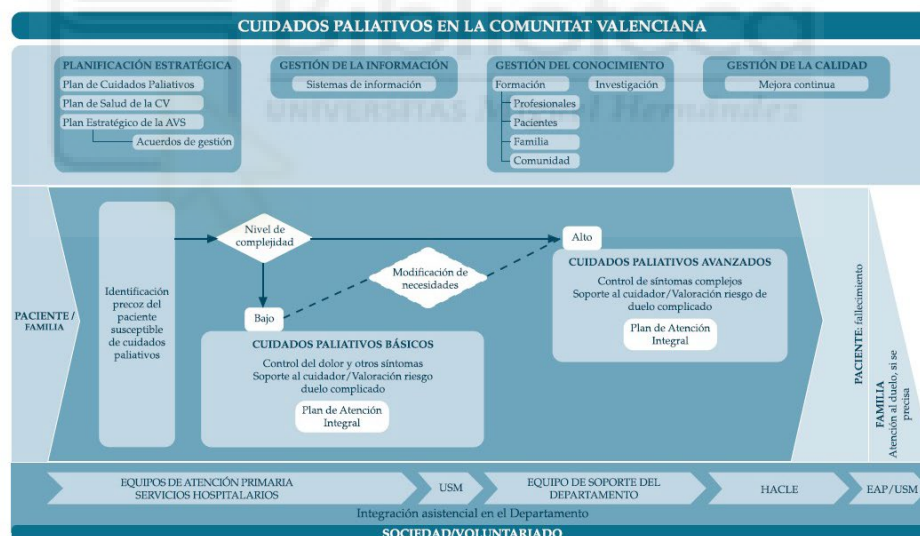 Biblioteca
UNIVERSITAS Miguel Hernández
CUIDADOS PALIATIVOS EN LA COMUNITAT VALENCIANA
PLANIFICACIÓN ESTRATÉGICA
Plan de Cuidados Paliativos
Plan de Salud de la CV
Plan Estratégico de la AVS
Acuerdos de gestión
GESTIÓN DE LA INFORMACIÓN
Sistemas de información
GESTIÓN DEL CONOCIMIENTO
Formación
Investigación
Profesionales
Pacientes
Familia
Comunidad
GESTIÓN DE LA CALIDAD
Mejora continua
PACIENTE /
FAMILIA
Identificación
precoz del
paciente
susceptible
de cuidados
paliativos
Nivel de
complejidad
Bajo
CUIDADOS PALIATIVOS BÁSICOS
Control del dolor y otros síntomas
Soporte al cuidador/Valoración riesgo
duelo complicado
Plan de Atención
Integral
Modificación de
necesidades
Alto
CUIDADOS PALIATIVOS AVANZADOS
Control de síntomas complejos
Soporte al cuidador/Valoración riesgo de
duelo complicado
Plan de Atención
Integral
PACIENTE: fallecimiento
FAMILIA
Atención al duelo, si se
precisa
EQUIPOS DE ATENCIÓN PRIMARIA
SERVICIOS HOSPITALARIOS
USM
EQUIPO DE SOPORTE DEL
DEPARTAMENTO
HACLE
EAP/USM
Integración asistencial en el Departamento
SOCIEDAD/VOLUNTARIADO